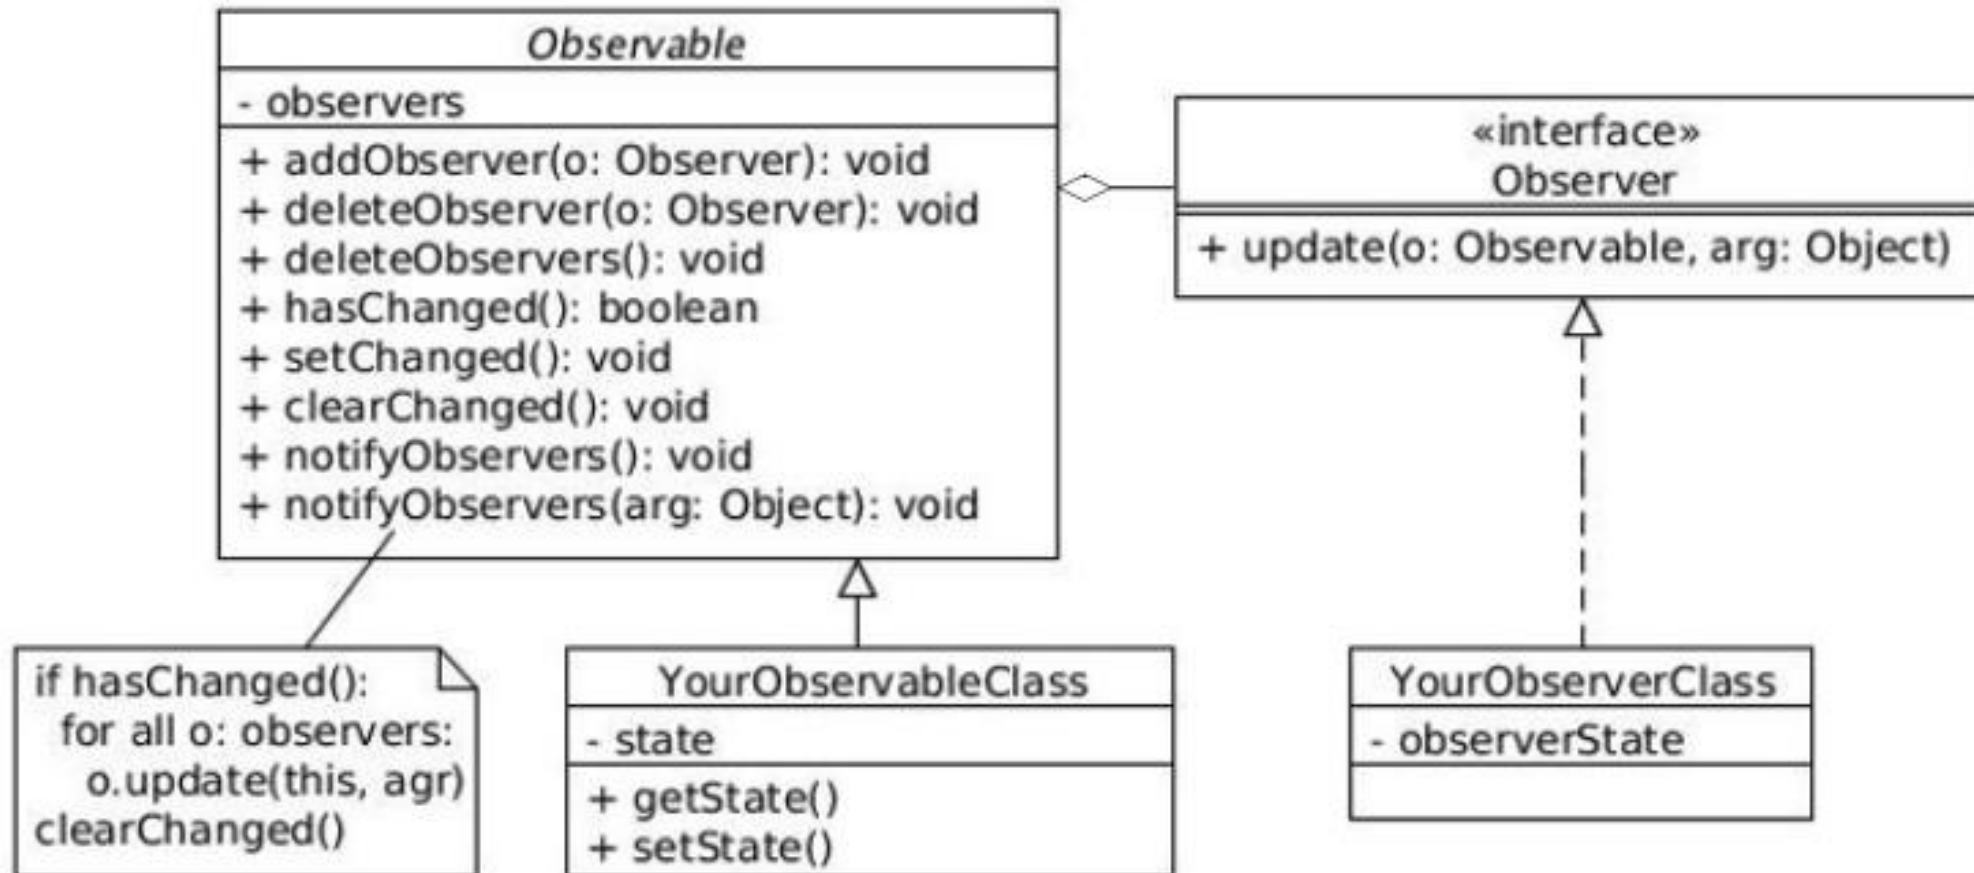 Observable
- observers
+ addObserver(o: Observer): void
+ deleteObserver(o: Observer): void
+ deleteObservers(): void
+ hasChanged(): boolean
+ setChanged(): void
+ clearChanged(): void
+ notifyObservers(): void
+ notifyObservers(arg: Object): void
«interface»
Observer
+ update(o: Observable, arg: Object)
if hasChanged():
for all o: observers:
o.update(this, agr)
clearChanged()
YourObservableClass
- state
+ getState()
+ setState()
YourObserverClass
- observerState